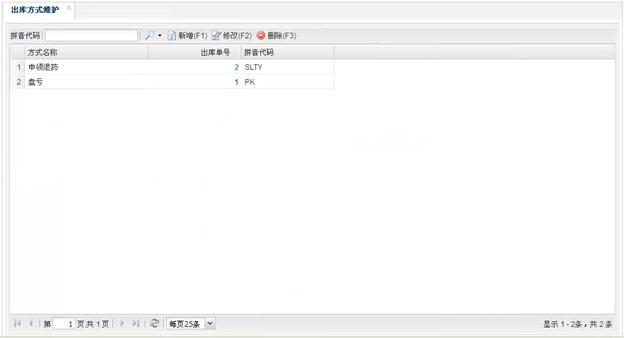 出库方式维护
拼音代码 新增(F1) 修改(F2) 删除(F3)
方式名称 出库单号 拼音代码
1 申领退药 2 SLTY
2 盘亏 1 PK
第 1 页,共 1 页 每页25条 显示 1 - 2条，共 2 条